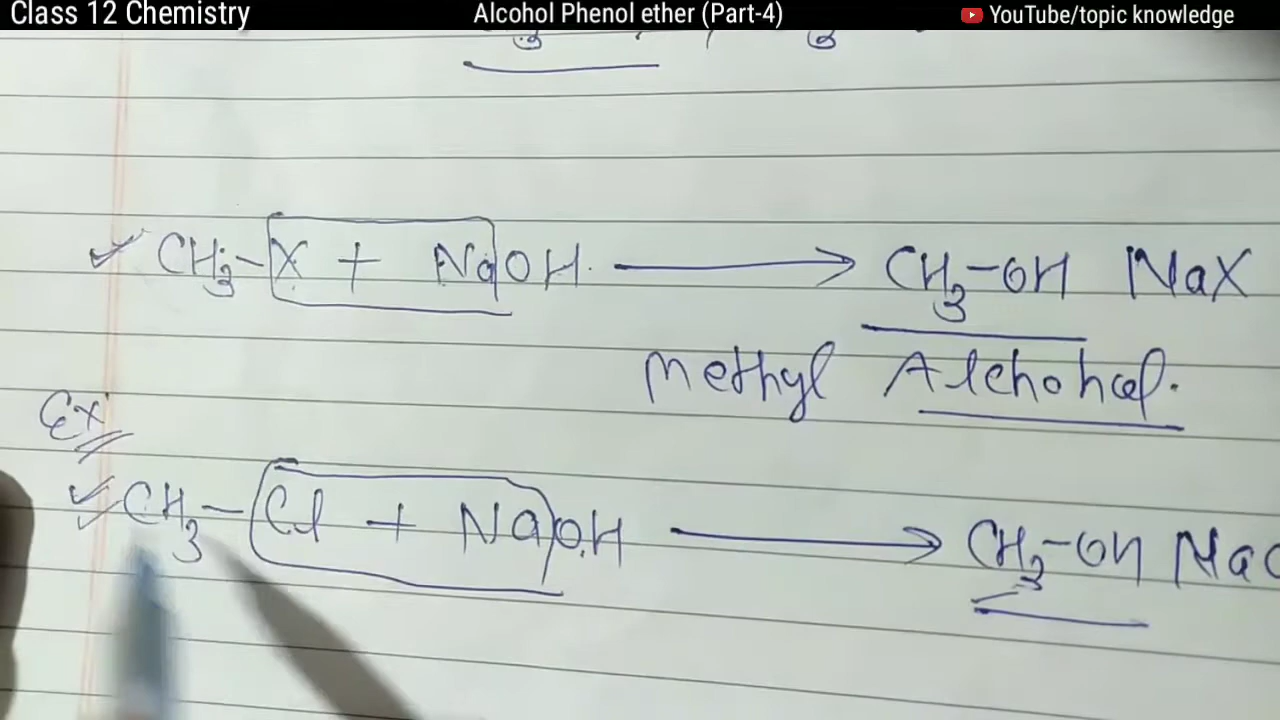 Class 12 Chemistry
Alcohol Phenol ether (Part-4)
YouTube/topic knowledge
CH3-X + NaOH. ⟶ CH3-OH NaX
Methyl Alchohol.
Ex
CH3-Cl + NaOH ⟶ CH3-OH NaC